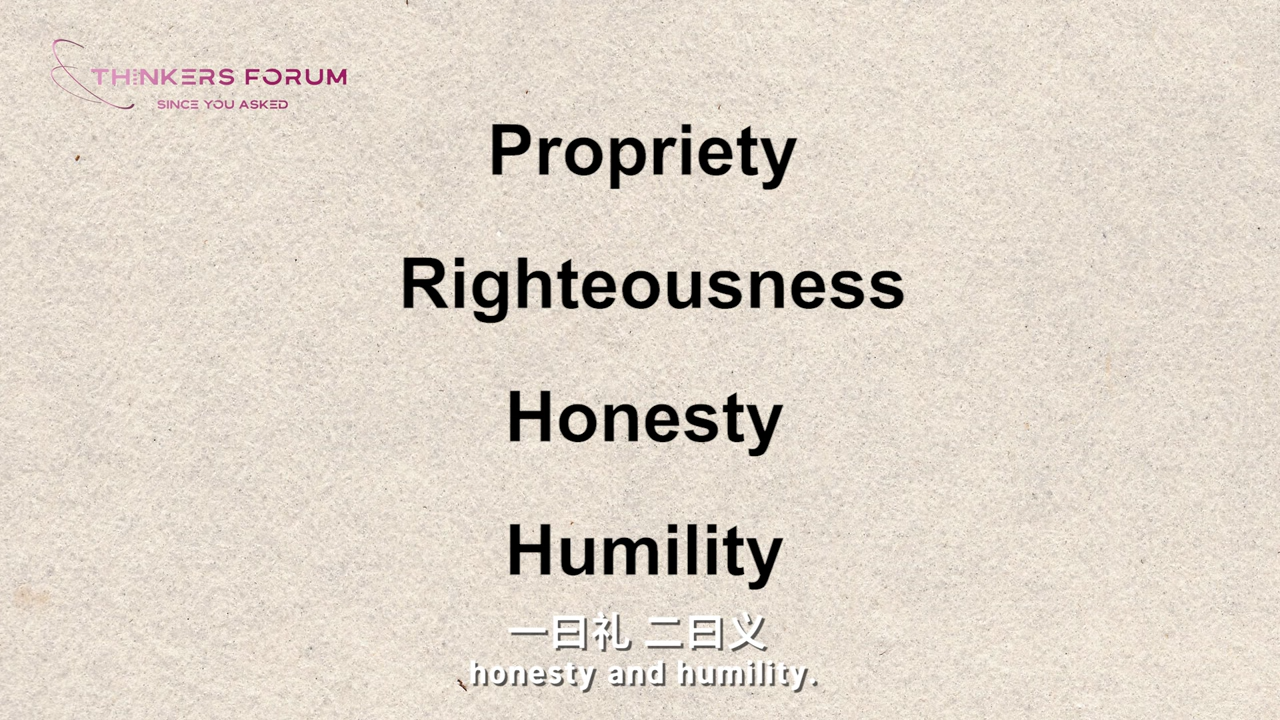 THINKERS FORUM
SINCE YOU ASKED
Propriety
Righteousness
Honesty
Humility
一曰礼 二曰义
honesty and humility.